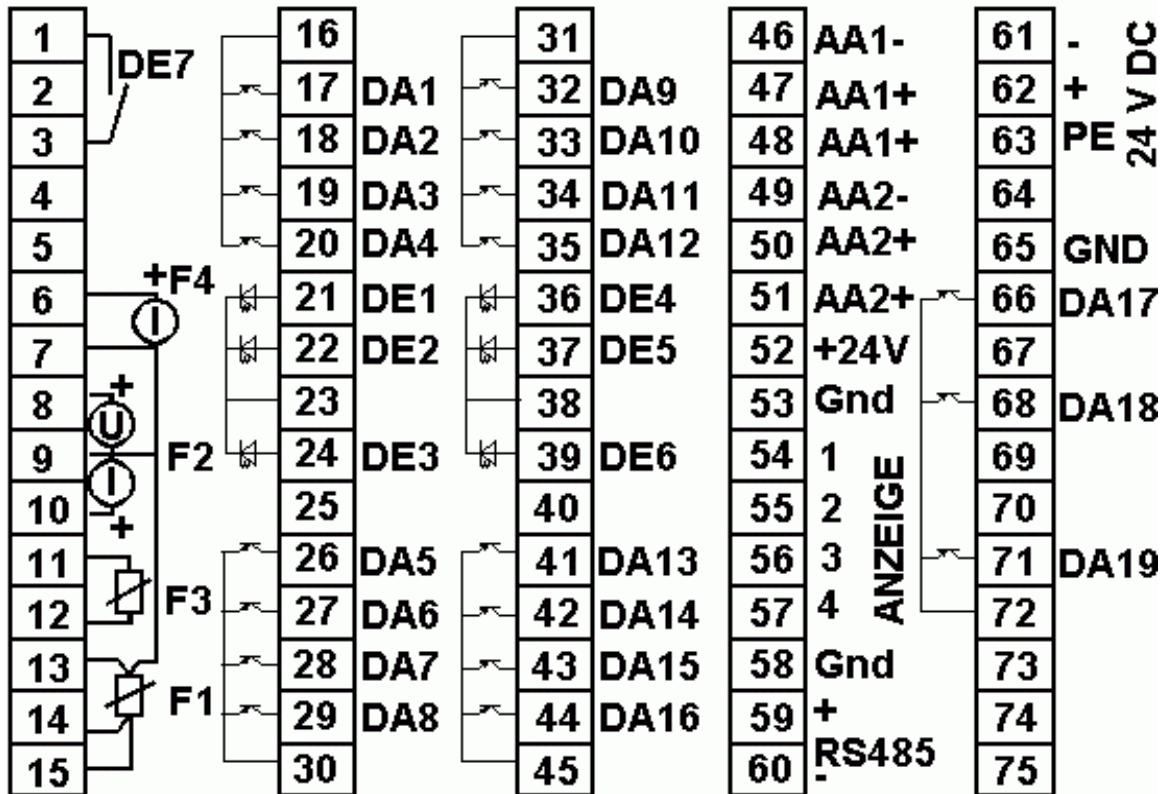 1 16 31 46 AA1- 61 -
DE7
2 17 DA1 32 DA9 47 AA1+ 62 +
3 18 DA2 33 DA10 48 AA1+ 63 PE
24 V DC
4 19 DA3 34 DA11 49 AA2- 64
5 20 DA4 35 DA12 50 AA2+ 65 GND
+F4
6 21 DE1 36 DE4 51 AA2+ 66 DA17
I
7 22 DE2 37 DE5 52 +24V 67
+
8 23 38 53 Gnd 68 DA18
U
9 F2 24 DE3 39 DE6 54 1 69
I
10 25 40 55 2 70
+
ANZEIGE
11 26 DA5 41 DA13 56 3 71 DA19
F3
12 27 DA6 42 DA14 57 4 72
13 28 DA7 43 DA15 58 Gnd 73
F1
14 29 DA8 44 DA16 59 + 74
RS485
15 30 45 60 - 75